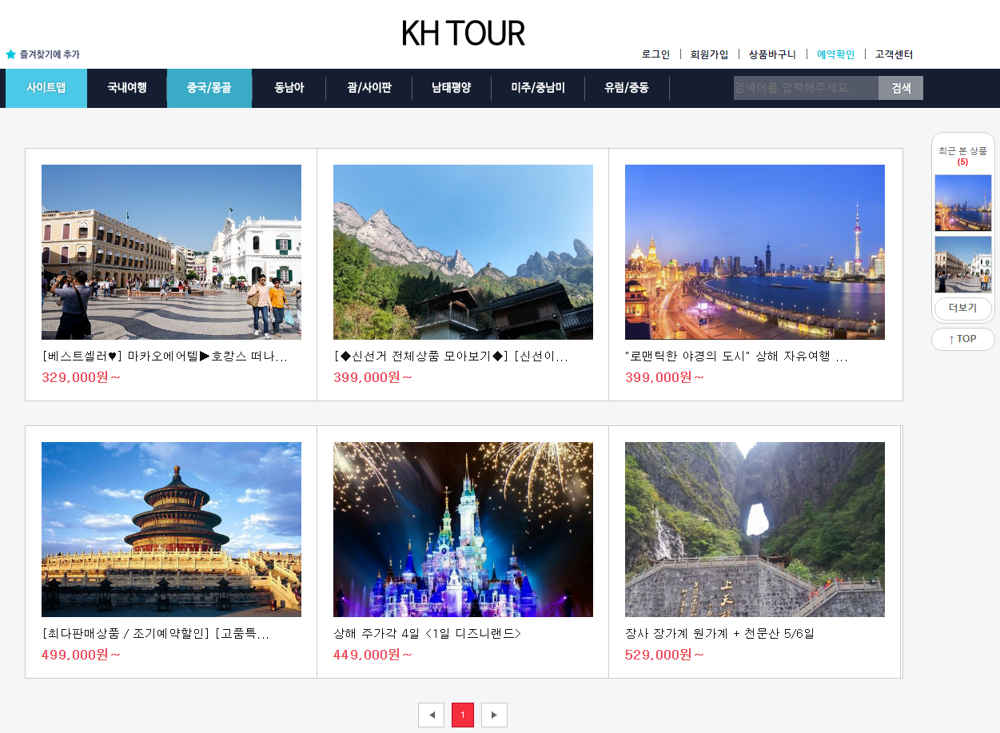 KH TOUR
즐겨찾기에 추가
로그인 회원가입 상품바구니 예약확인 고객센터
사이트맵 국내여행 중국/몽골 동남아 괌/사이판 남태평양 미주/중남미 유럽/중동 검색어를 입력해주세요. 검색
최근 본 상품
(5)
[베스트셀러♥] 마카오에어텔▶호캉스 떠나...
329,000원~
[◆신선거 전체상품 모아보기◆] [신선이...
399,000원~
"로맨틱한 야경의 도시" 상해 자유여행 ...
399,000원~
더보기
↑ TOP
上天
[최다판매상품 / 조기예약할인] [고품특...
499,000원~
상해 주가각 4일 <1일 디즈니랜드>
449,000원~
장사 장가계 원가계 + 천문산 5/6일
529,000원~
◀ 1 ▶